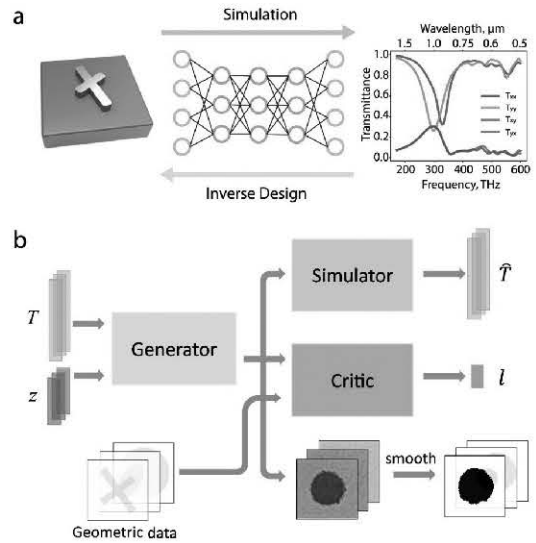 a
Simulation
Inverse Design
Wavelength, μm
1.5 1.0 0.75 0.6 0.5
Transmittance
1.0
0.8
0.6
0.4
0.2
0.0
Txx
Tyy
Txy
Tyx
200 300 400 500 600
Frequency, THz
b
T
z
Generator
Simulator
T̂
Critic
l
Geometric data
smooth